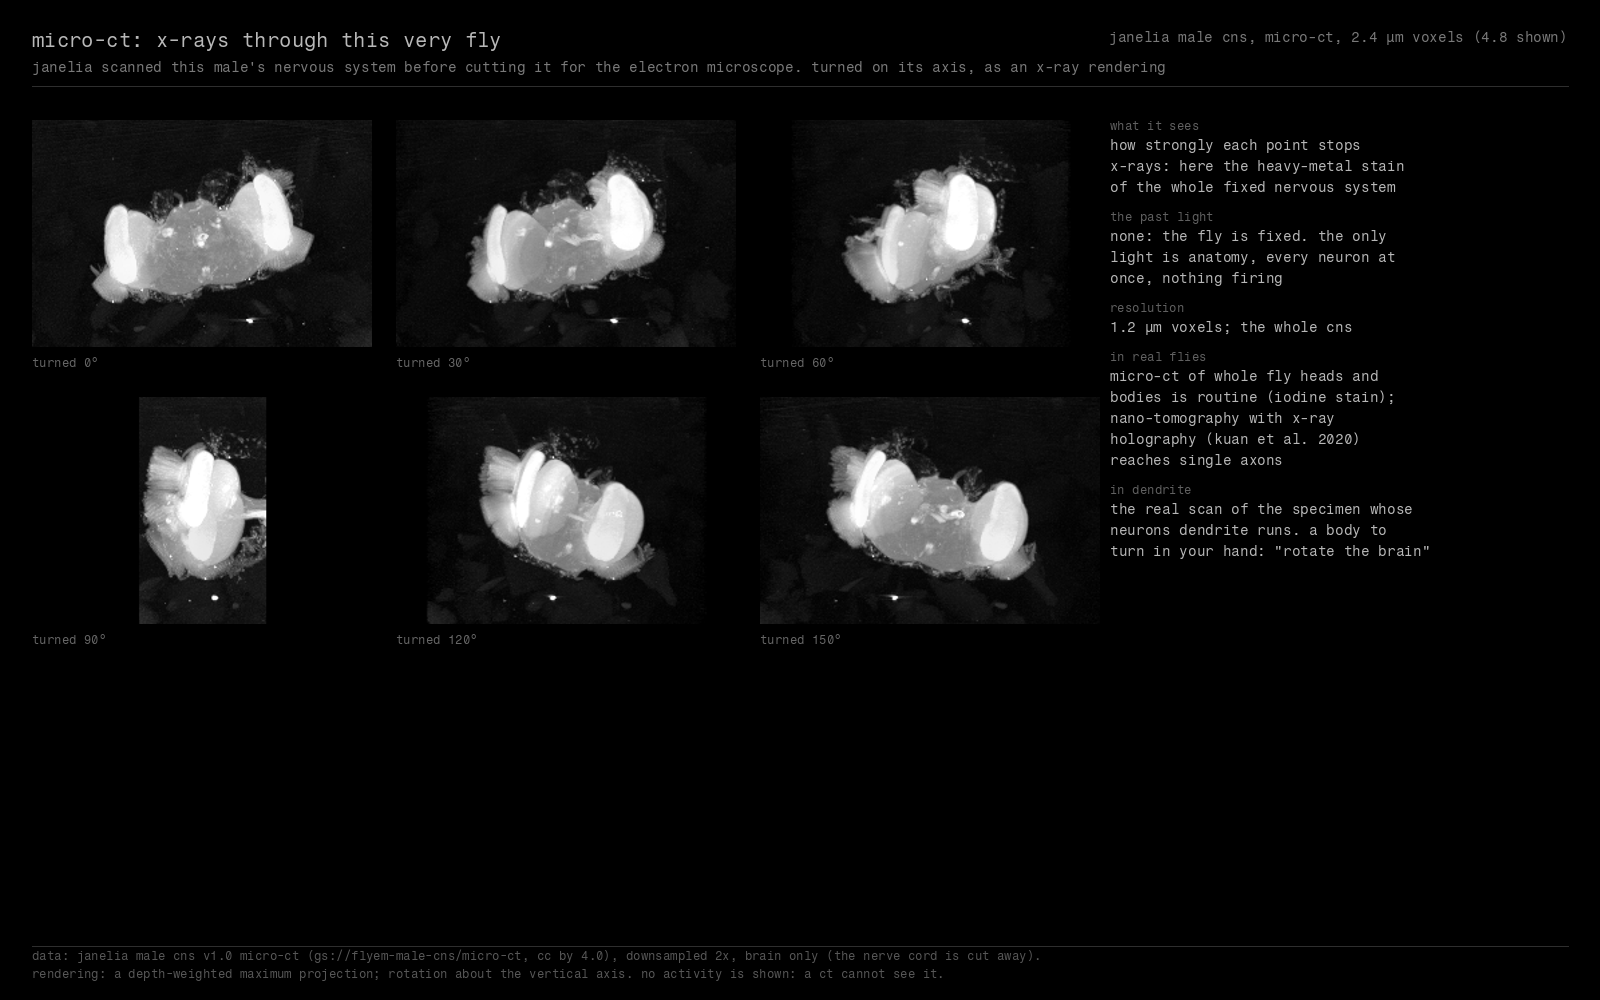 micro-ct: x-rays through this very fly
janelia male cns, micro-ct, 2.4 µm voxels (4.8 shown)
janelia scanned this male's nervous system before cutting it for the electron microscope. turned on its axis, as an x-ray rendering
turned 0°
turned 30°
turned 60°
turned 90°
turned 120°
turned 150°
what it sees
how strongly each point stops
x-rays: here the heavy-metal stain
of the whole fixed nervous system
the past light
none: the fly is fixed. the only
light is anatomy, every neuron at
once, nothing firing
resolution
1.2 µm voxels; the whole cns
in real flies
micro-ct of whole fly heads and
bodies is routine (iodine stain);
nano-tomography with x-ray
holography (kuan et al. 2020)
reaches single axons
in dendrite
the real scan of the specimen whose
neurons dendrite runs. a body to
turn in your hand: "rotate the brain"
data: janelia male cns v1.0 micro-ct (gs://flyem-male-cns/micro-ct, cc by 4.0), downsampled 2x, brain only (the nerve cord is cut away).
rendering: a depth-weighted maximum projection; rotation about the vertical axis. no activity is shown: a ct cannot see it.